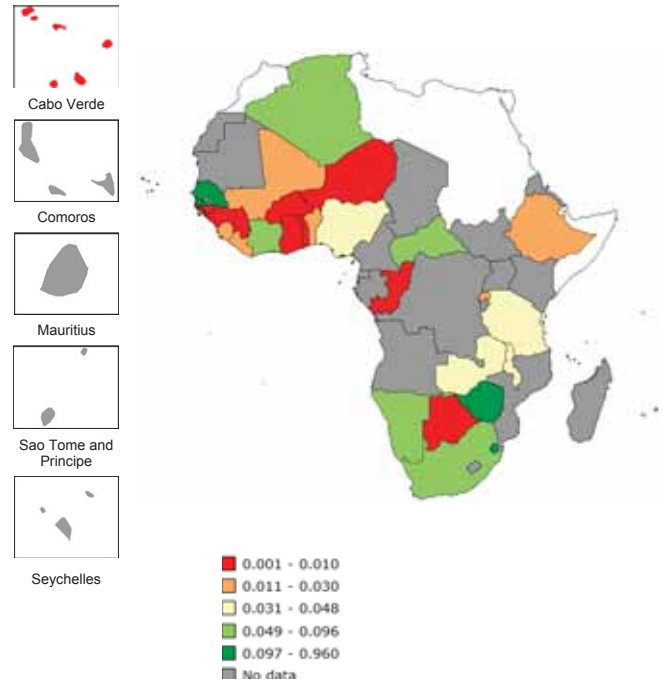 Cabo Verde
Comoros
Mauritius
Sao Tome and
Principe
Seychelles
0.001 - 0.010
0.011 - 0.030
0.031 - 0.048
0.049 - 0.096
0.097 - 0.960
No data